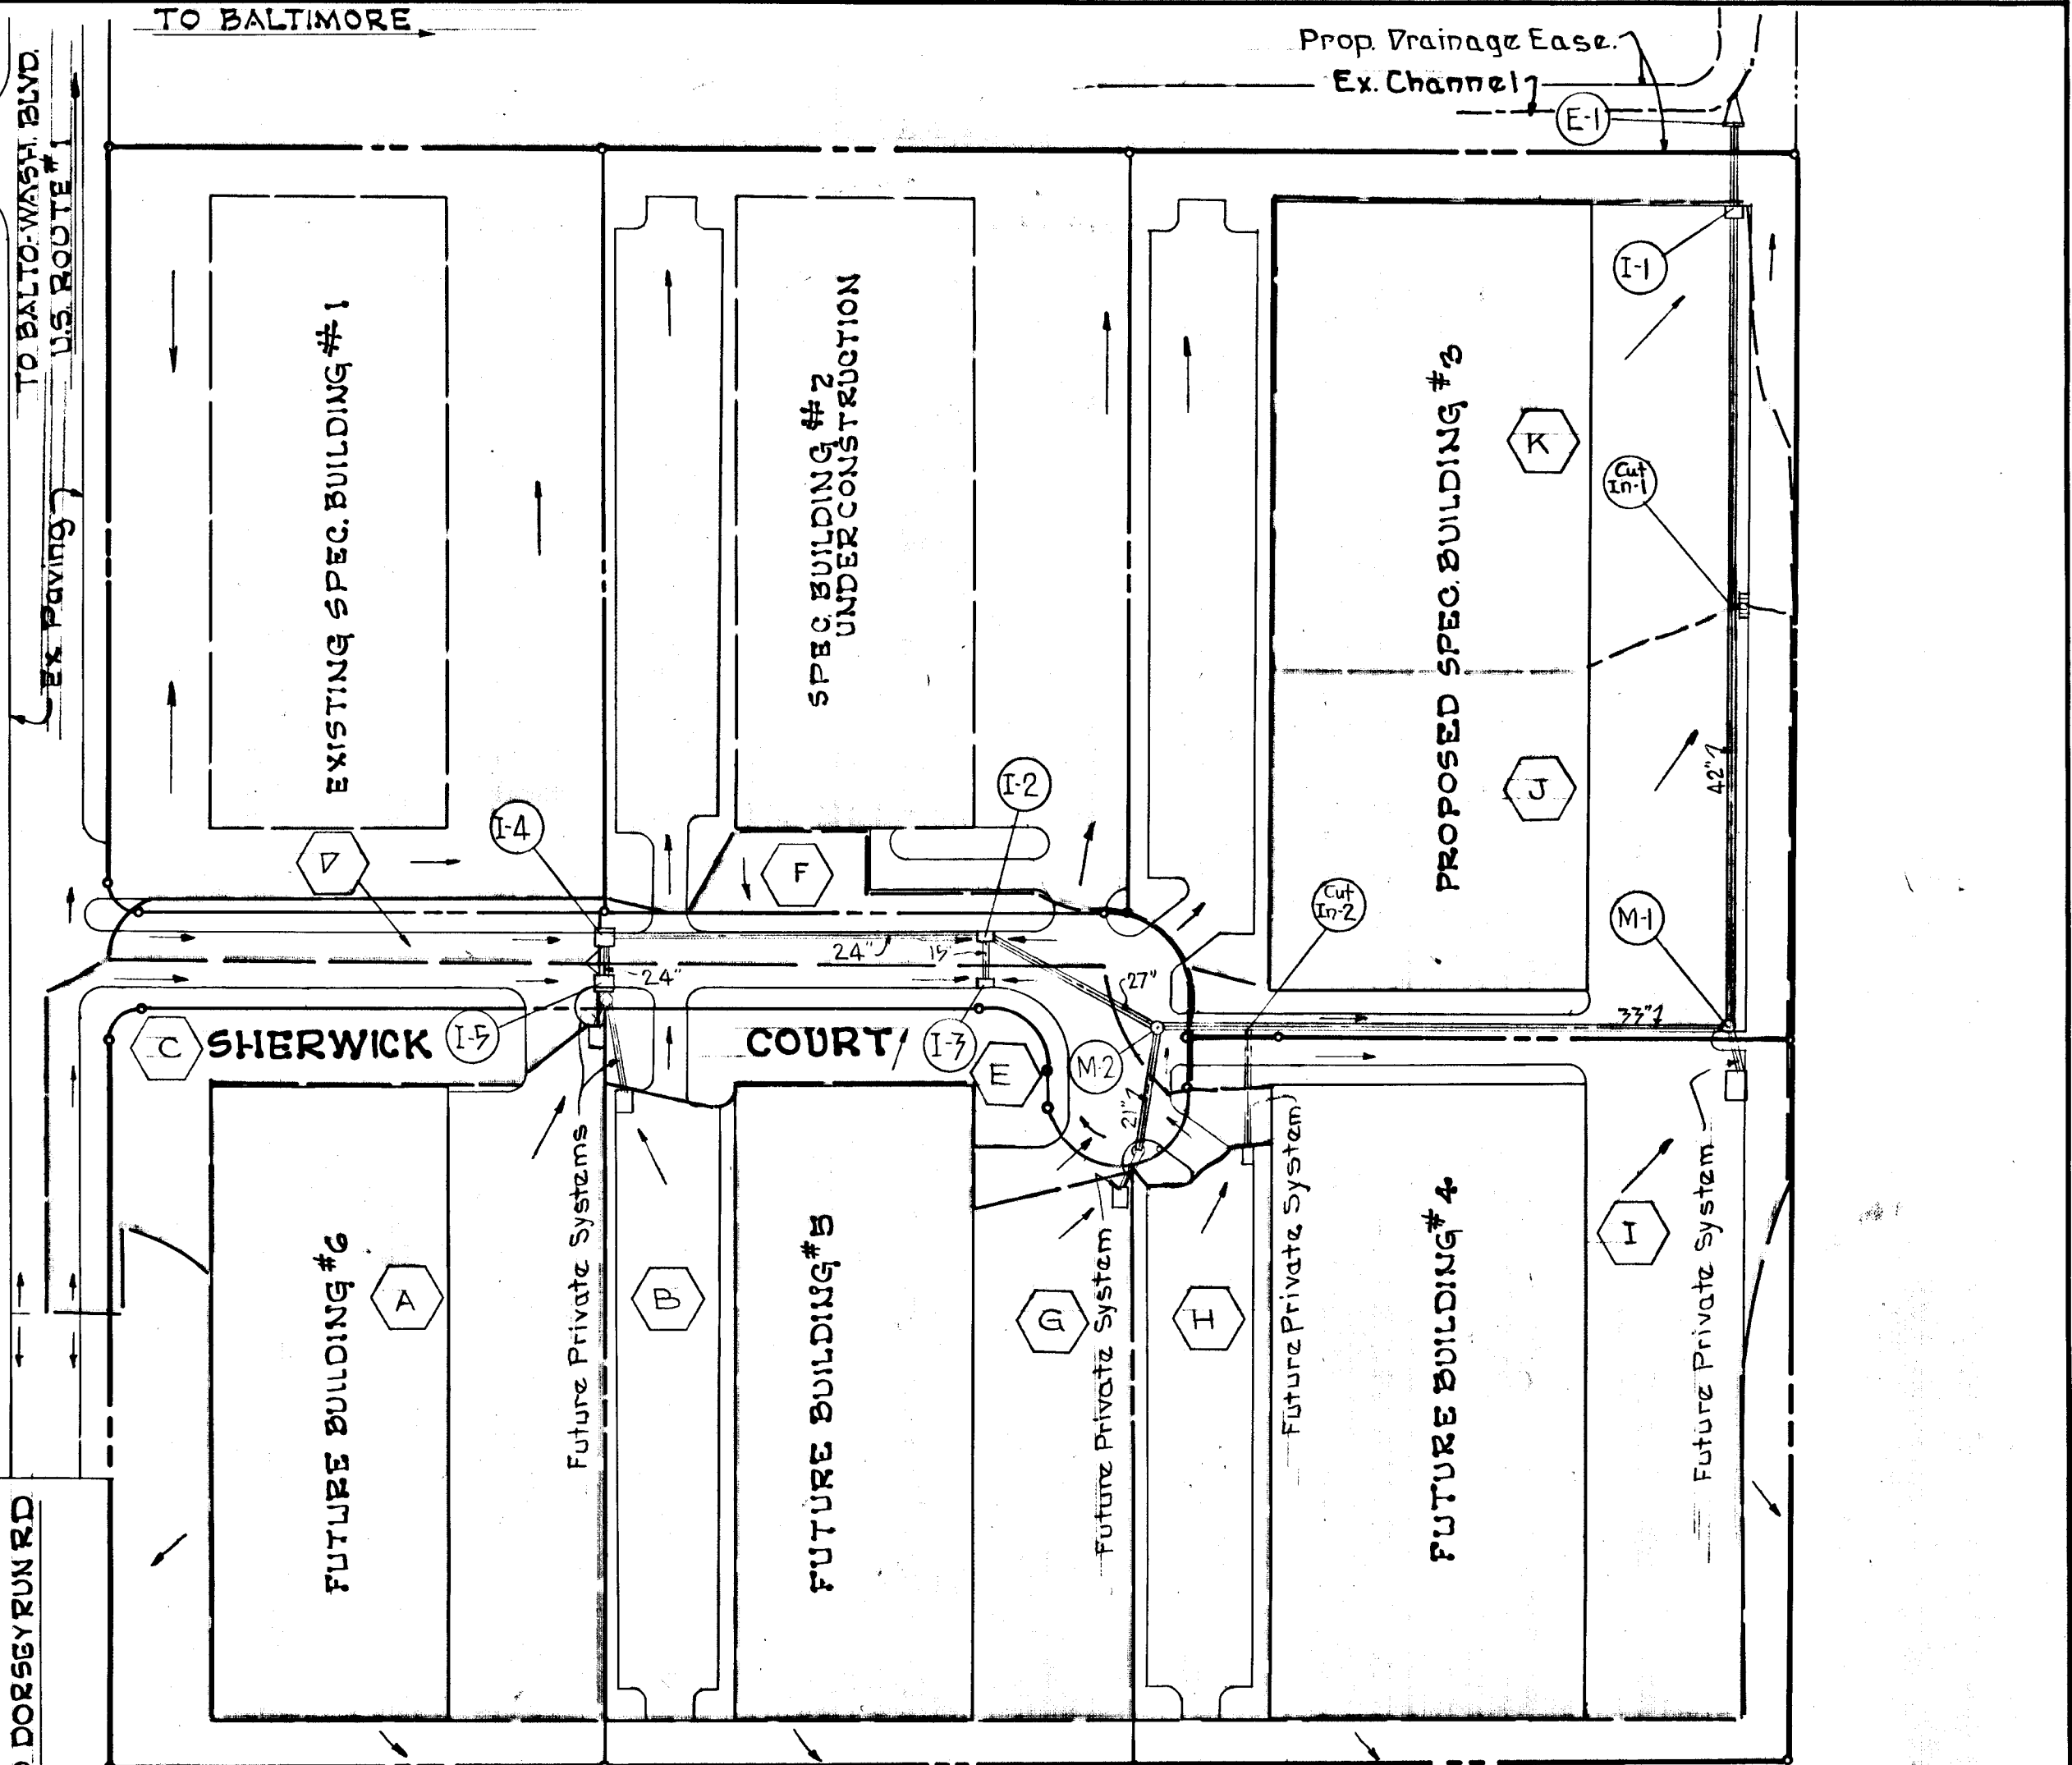 TO BALTIMORE
TO BALTO-WASH. BLVD.
U.S. ROUTE #1
Ex Paving
Prop. Drainage Ease.
Ex. Channel
E-1
I-1
EXISTING SPEC. BUILDING #1
SPEC. BUILDING #2
UNDER CONSTRUCTION
PROPOSED SPEC. BUILDING #3
K
Cut
In-1
J
42"
I-2
I-4
D
F
Cut
In-2
M-1
24"
15"
24"
27"
33"
C
SHERWICK
I-5
COURT
I-3
E
M-2
21"
Future Private Systems
Future Private System
Future Private System
Future Private System
FUTURE BUILDING #6
A
B
FUTURE BUILDING #5
G
H
FUTURE BUILDING #4
I
DORSEY RUN RD